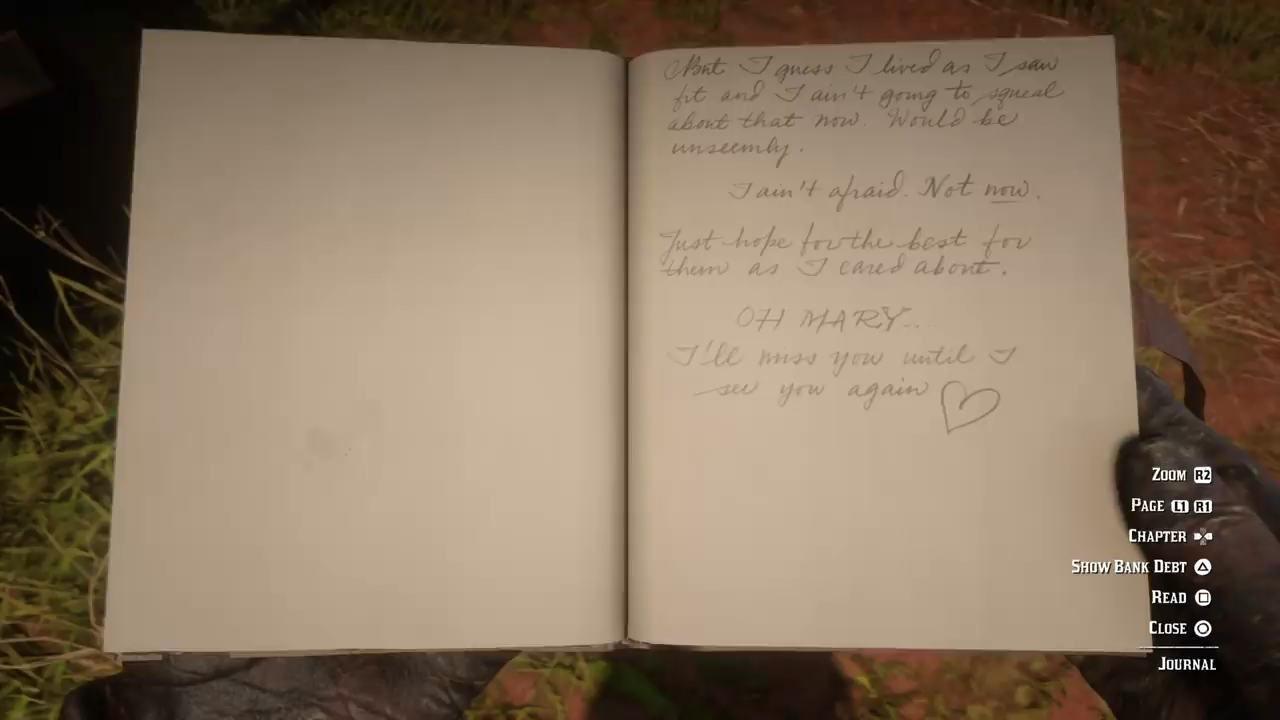 But I guess I lived as I saw
fit and I ain't going to squeal
about that now. Would be
unseemly.
I ain't afraid. Not now.
Just hope for the best for
them as I cared about.
OH MARY...
I'll miss you until I
see you again
ZOOM R2
PAGE L1 R1
CHAPTER
SHOW BANK DEBT
READ
CLOSE
JOURNAL